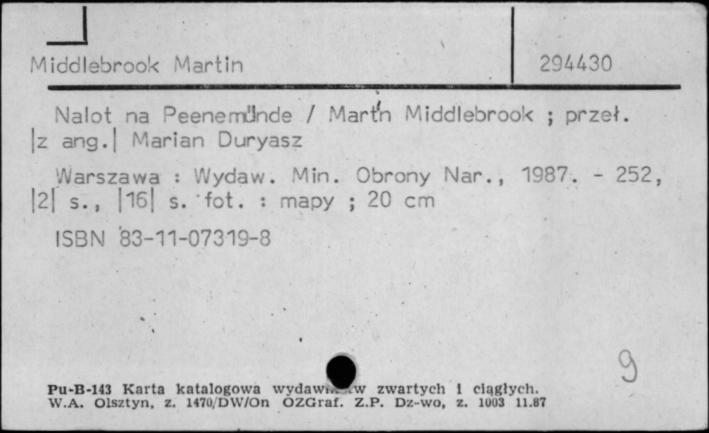 Middlebrook Martin 294430
Nalot na Peenemünde / Martin Middlebrook ; przeł.
|z ang.| Marian Duryasz
Warszawa : Wydaw. Min. Obrony Nar., 1987. - 252,
|2| s., |16| s. fot. : mapy ; 20 cm
ISBN 83-11-07319-8
9
Pu-B-143 Karta katalogowa zwartych i ciągłych.
W.A. Olsztyn, z. 1470/DW/On OZGraf. Z.P. Dz-wo, z. 1003 11.87